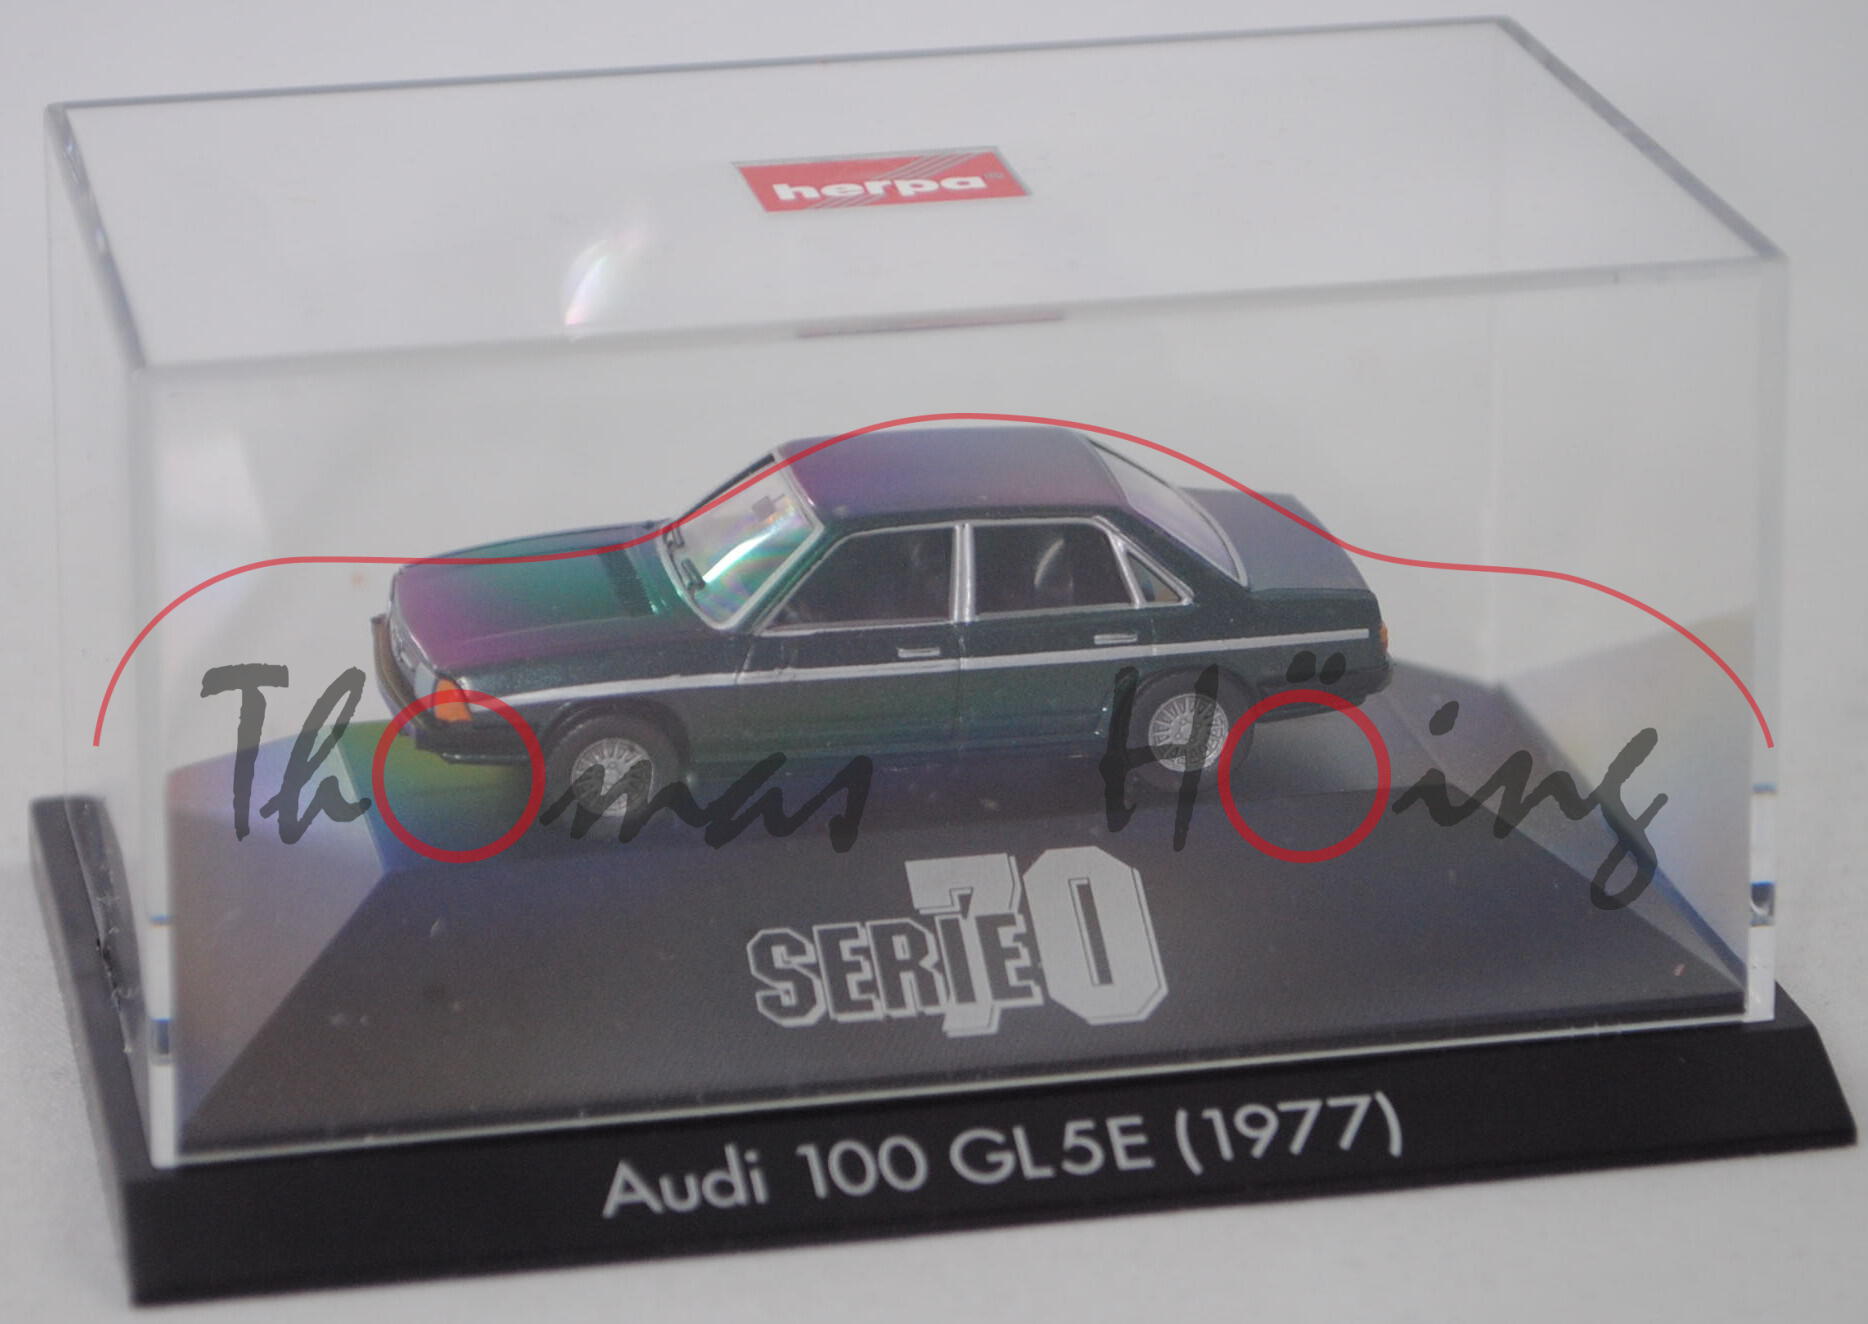 herpa®
Thomas Höing
SERIE 70
Audi 100 GL5E (1977)